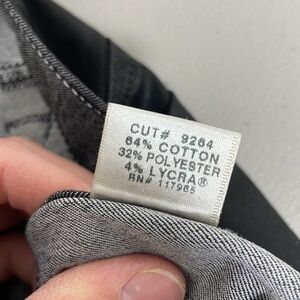 CUT# 9264
64% COTTON
32% POLYESTER
4% LYCRA®
RN# 117965